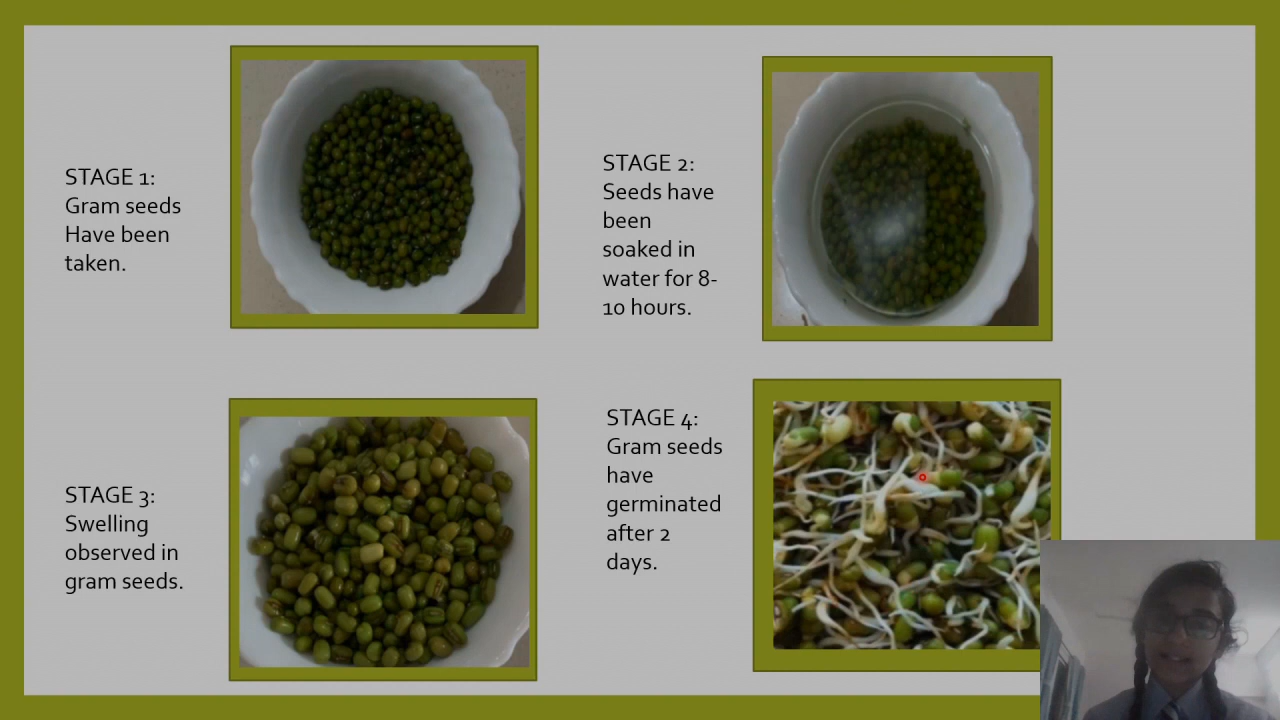 STAGE 1:
Gram seeds
Have been
taken.
STAGE 2:
Seeds have
been
soaked in
water for 8-
10 hours.
STAGE 3:
Swelling
observed in
gram seeds.
STAGE 4:
Gram seeds
have
germinated
after 2
days.